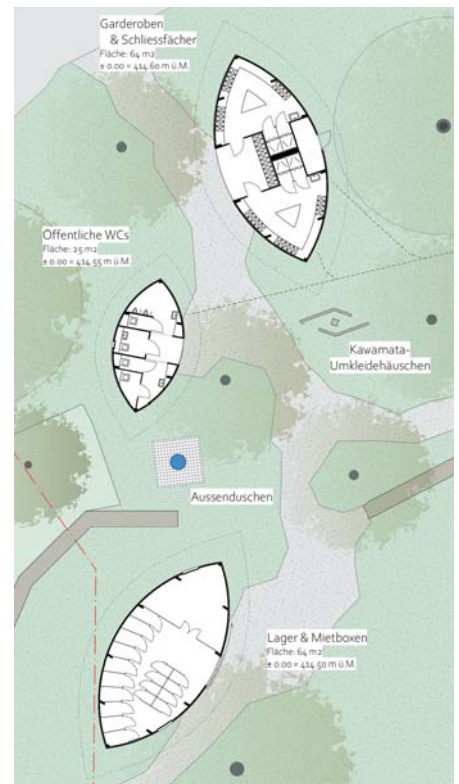 Garderoben
& Schliessfächer
Fläche: 64 m2
± 0.00 = 414.60 m ü.M.
Öffentliche WCs
Fläche: 25 m2
± 0.00 = 414.55 m ü.M.
Kawamata-
Umkleidehäuschen
Aussenduschen
Lager & Mietboxen
Fläche: 64 m2
± 0.00 = 414.50 m ü.M.